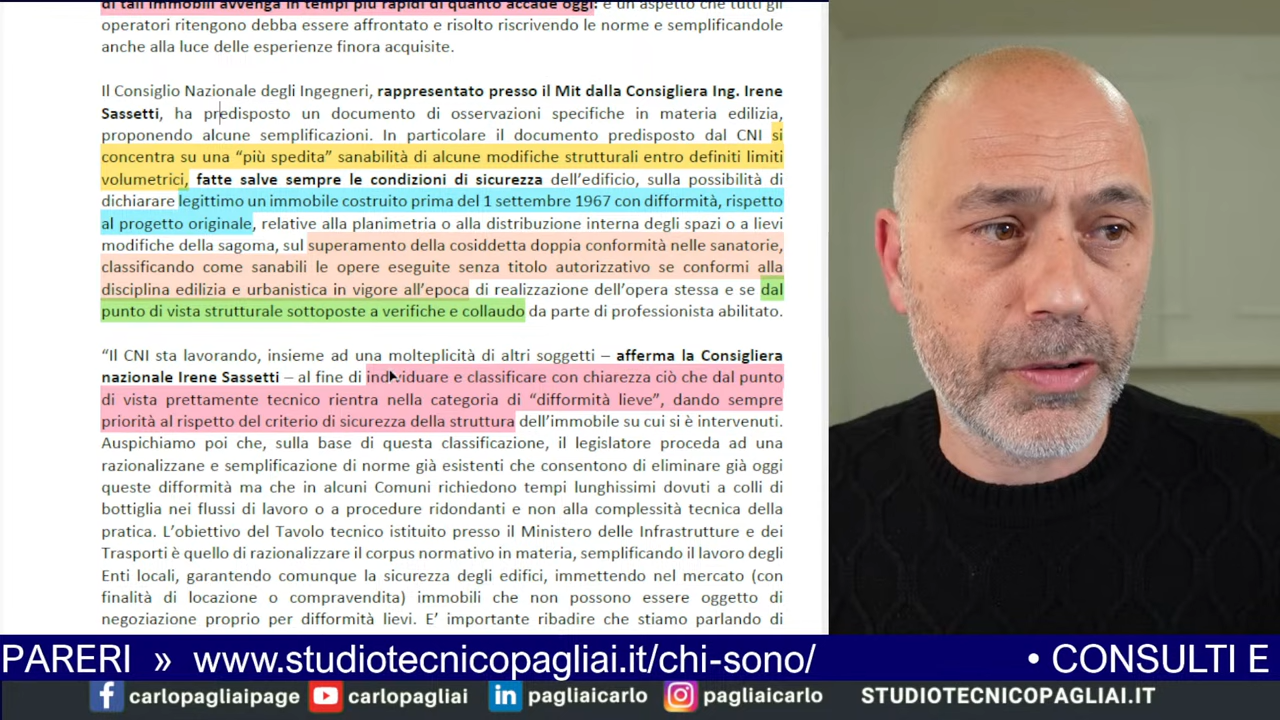 di tali immobili avvenga in tempi più rapidi di quanto accade oggi: è un aspetto che tutti gli
operatori ritengono debba essere affrontato e risolto riscrivendo le norme e semplificandole
anche alla luce delle esperienze finora acquisite.
Il Consiglio Nazionale degli Ingegneri, rappresentato presso il Mit dalla Consigliera Ing. Irene
Sassetti, ha predisposto un documento di osservazioni specifiche in materia edilizia,
proponendo alcune semplificazioni. In particolare il documento predisposto dal CNI si
concentra su una “più spedita” sanabilità di alcune modifiche strutturali entro definiti limiti
volumetrici, fatte salve sempre le condizioni di sicurezza dell’edificio, sulla possibilità di
dichiarare legittimo un immobile costruito prima del 1 settembre 1967 con difformità, rispetto
al progetto originale, relative alla planimetria o alla distribuzione interna degli spazi o a lievi
modifiche della sagoma, sul superamento della cosiddetta doppia conformità nelle sanatorie,
classificando come sanabili le opere eseguite senza titolo autorizzativo se conformi alla
disciplina edilizia e urbanistica in vigore all’epoca di realizzazione dell’opera stessa e se dal
punto di vista strutturale sottoposte a verifiche e collaudo da parte di professionista abilitato.
“Il CNI sta lavorando, insieme ad una molteplicità di altri soggetti – afferma la Consigliera
nazionale Irene Sassetti – al fine di individuare e classificare con chiarezza ciò che dal punto
di vista prettamente tecnico rientra nella categoria di “difformità lieve”, dando sempre
priorità al rispetto del criterio di sicurezza della struttura dell’immobile su cui si è intervenuti.
Auspichiamo poi che, sulla base di questa classificazione, il legislatore proceda ad una
razionalizzane e semplificazione di norme già esistenti che consentono di eliminare già oggi
queste difformità ma che in alcuni Comuni richiedono tempi lunghissimi dovuti a colli di
bottiglia nei flussi di lavoro o a procedure ridondanti e non alla complessità tecnica della
pratica. L’obiettivo del Tavolo tecnico istituito presso il Ministero delle Infrastrutture e dei
Trasporti è quello di razionalizzare il corpus normativo in materia, semplificando il lavoro degli
Enti locali, garantendo comunque la sicurezza degli edifici, immettendo nel mercato (con
finalità di locazione o compravendita) immobili che non possono essere oggetto di
negoziazione proprio per difformità lievi. E’ importante ribadire che stiamo parlando di
PARERI » www.studiotecnicopagliai.it/chi-sono/ • CONSULTI E
carlopagliaipage carlopagliai pagliaicarlo pagliaicarlo STUDIOTECNICOPAGLIAI.IT